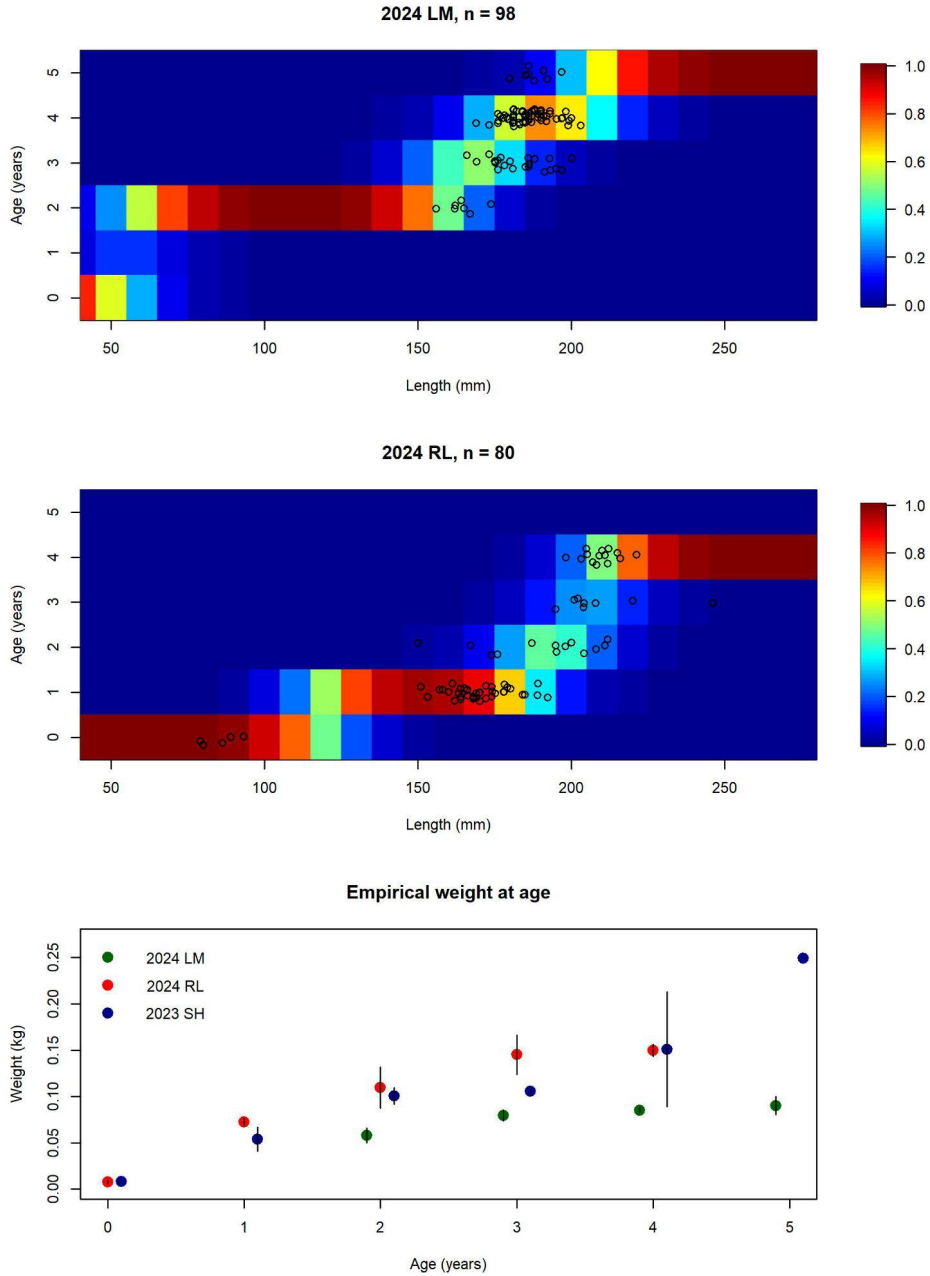 2024 LM, n = 98
Age (years)
5
4
3
2
1
0
50 100 150 200 250
Length (mm)
1.0
0.8
0.6
0.4
0.2
0.0
2024 RL, n = 80
Age (years)
5
4
3
2
1
0
50 100 150 200 250
Length (mm)
1.0
0.8
0.6
0.4
0.2
0.0
Empirical weight at age
Weight (kg)
0.25
0.20
0.15
0.10
0.05
0.00
2024 LM
2024 RL
2023 SH
0 1 2 3 4 5
Age (years)